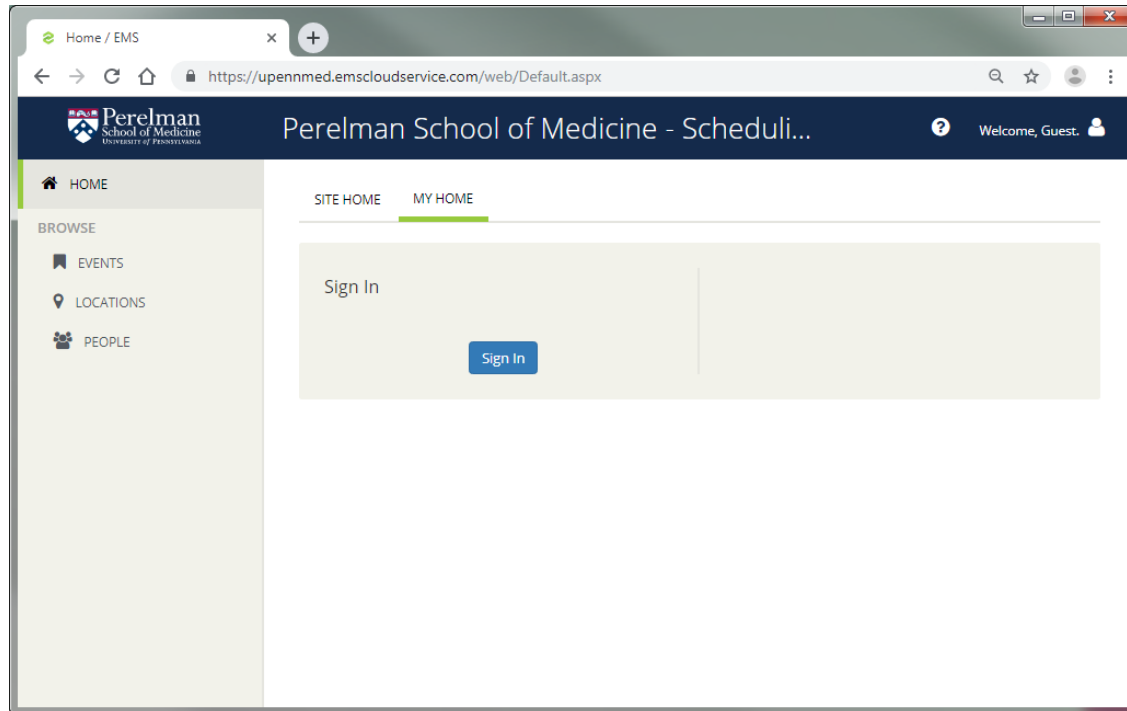 Home / EMS
https://upennmed.emscloudservice.com/web/Default.aspx
Perelman
School of Medicine
University of Pennsylvania
Perelman School of Medicine - Scheduli...
Welcome, Guest.
HOME
SITE HOME MY HOME
BROWSE
EVENTS
LOCATIONS
PEOPLE
Sign In
Sign In